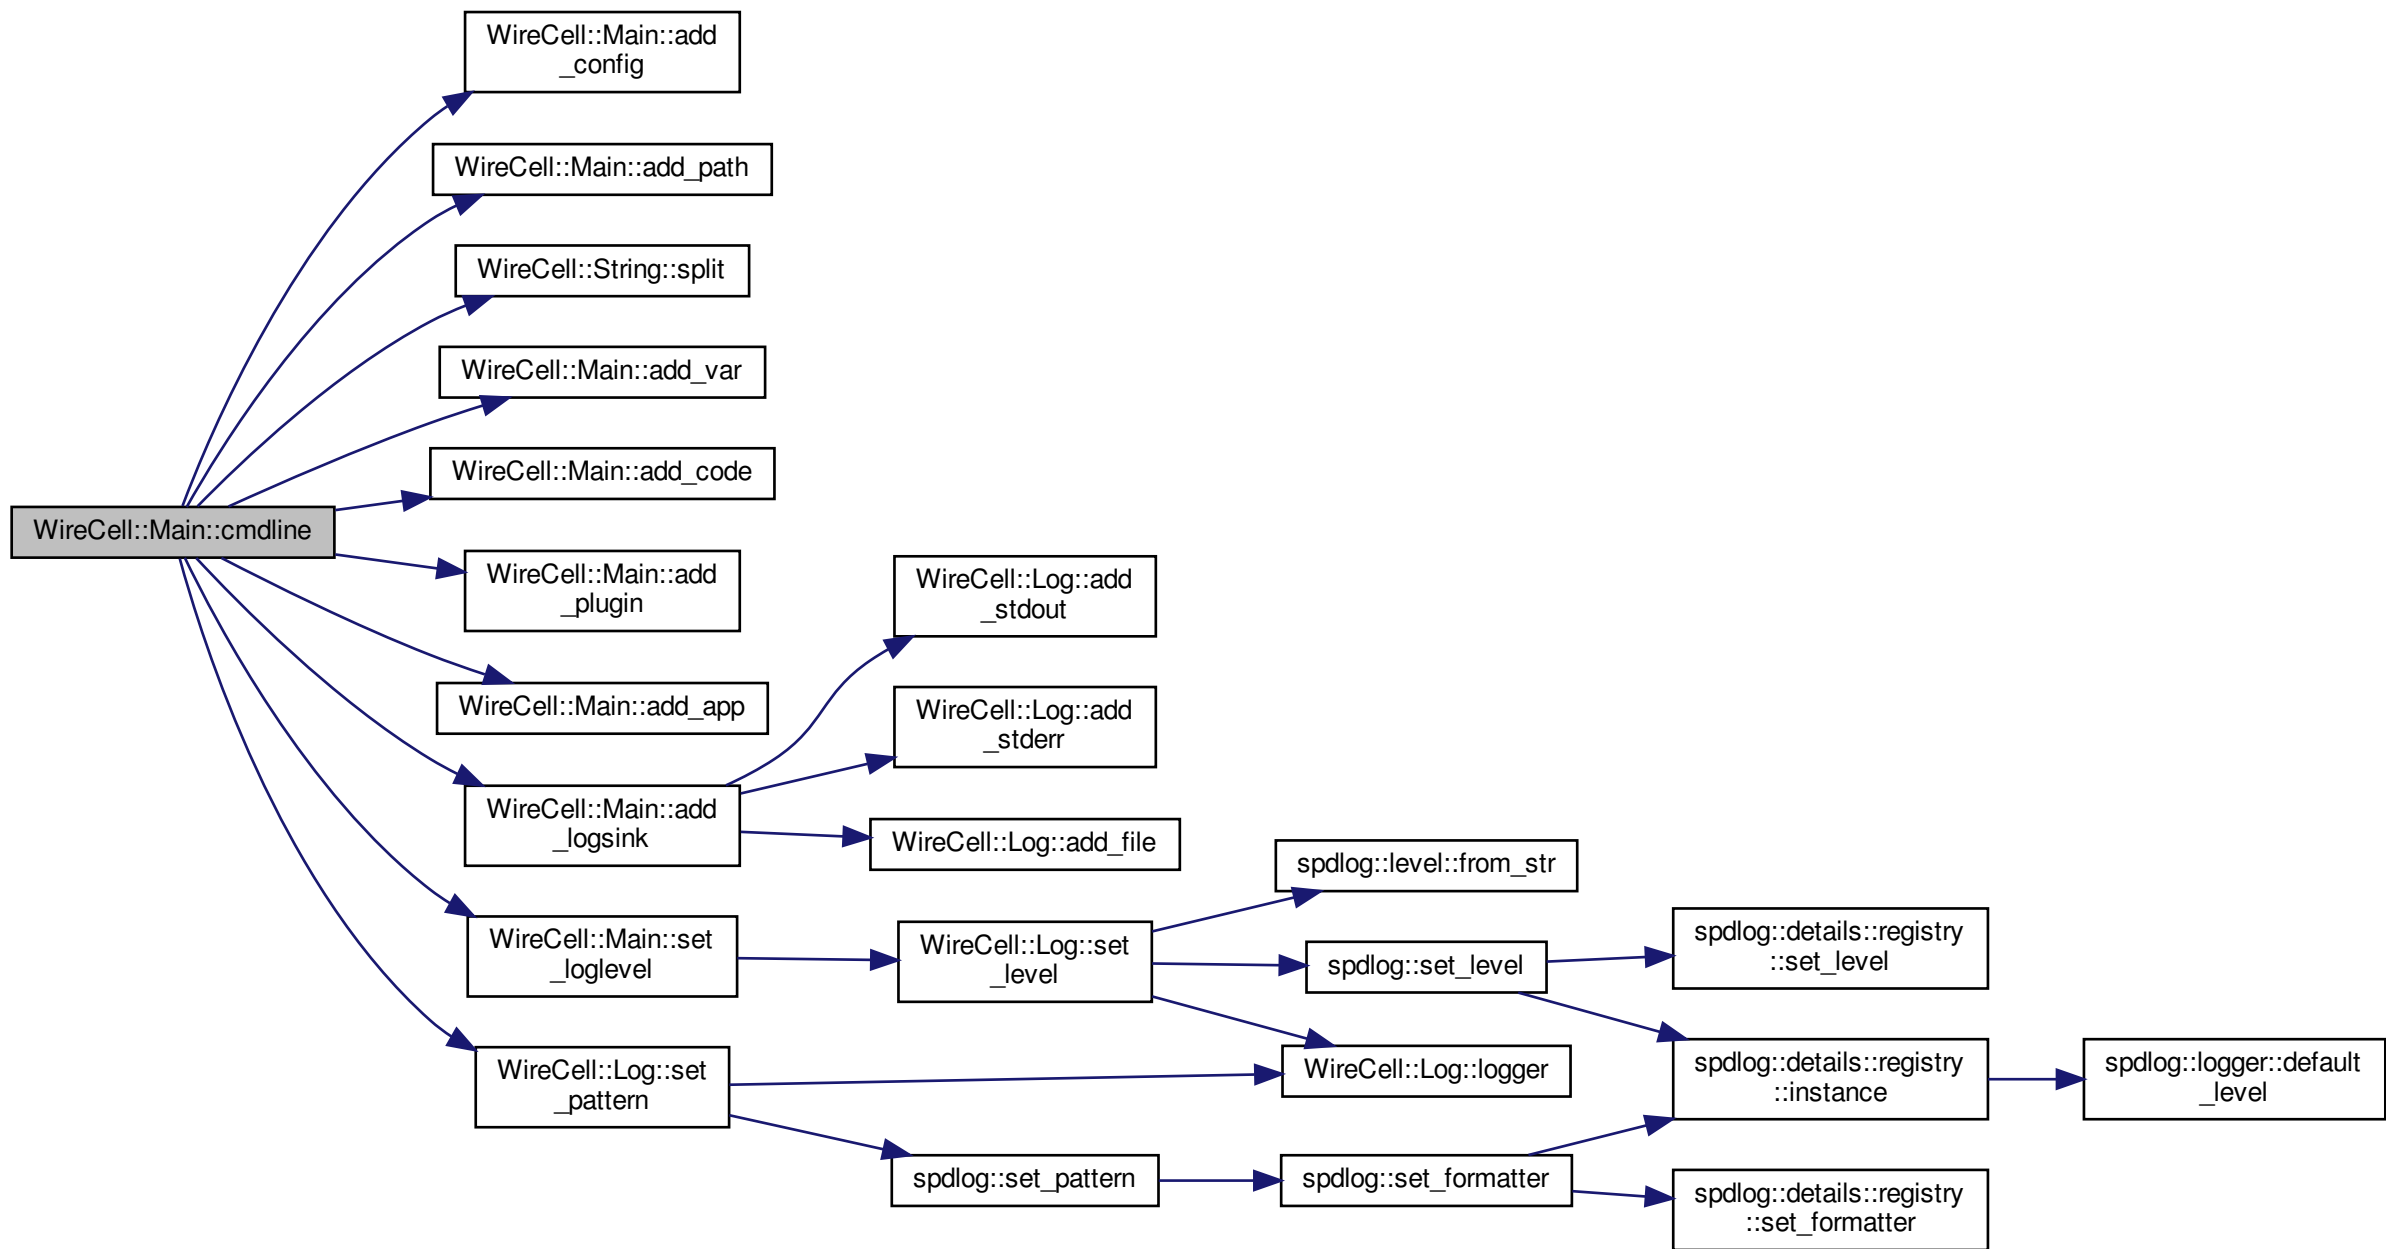 WireCell::Main::cmdline
WireCell::Main::add
_config
WireCell::Main::add_path
WireCell::String::split
WireCell::Main::add_var
WireCell::Main::add_code
WireCell::Main::add
_plugin
WireCell::Main::add_app
WireCell::Main::add
_logsink
WireCell::Main::set
_loglevel
WireCell::Log::set
_pattern
WireCell::Log::add
_stdout
WireCell::Log::add
_stderr
WireCell::Log::add_file
WireCell::Log::set
_level
spdlog::set_pattern
spdlog::level::from_str
spdlog::set_level
WireCell::Log::logger
spdlog::set_formatter
spdlog::details::registry
::set_level
spdlog::details::registry
::instance
spdlog::details::registry
::set_formatter
spdlog::logger::default
_level